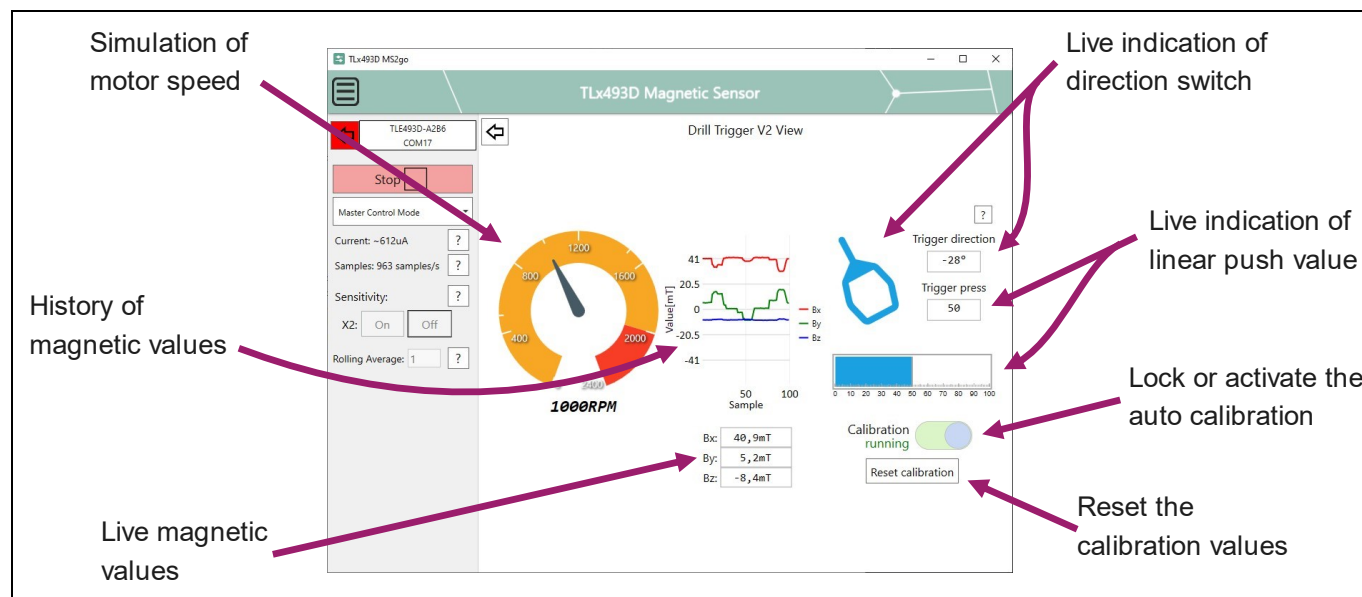 Simulation of
motor speed
Live indication of
direction switch
TLx493D MS2go
TLx493D Magnetic Sensor
TLE493D-A2B6
COM17
Drill Trigger V2 View
Stop
Master Control Mode
Current: ~612uA
?
Samples: 963 samples/s
?
Sensitivity:
?
X2:
On
Off
Rolling Average:
1
?
History of
magnetic values
400
800
1200
1600
2000
2400
1000RPM
Value[mT]
41
20.5
0
-20.5
-41
50
100
Sample
Bx
By
Bz
?
Trigger direction
-28°
Trigger press
50
Live indication of
linear push value
0 10 20 30 40 50 60 70 80 90 100
Calibration
running
Lock or activate the
auto calibration
Reset calibration
Bx: 40,9mT
By: 5,2mT
Bz: -8,4mT
Live magnetic
values
Reset the
calibration values